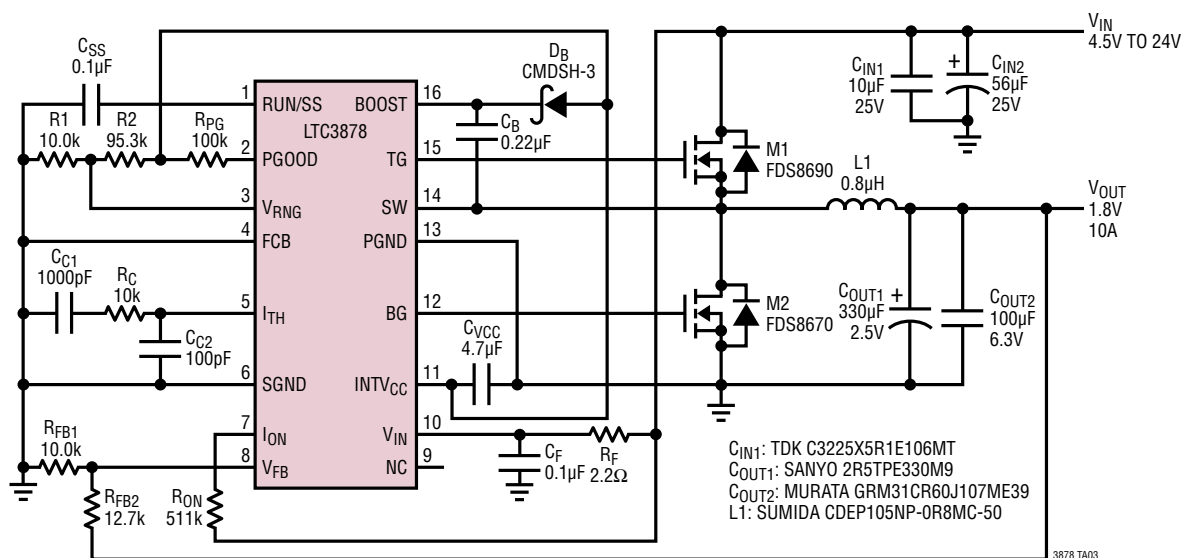 CSS
0.1µF
R1
10.0k
R2
95.3k
RPG
100k
CC1
1000pF
RC
10k
CC2
100pF
RFB1
10.0k
RFB2
12.7k
RON
511k
1
RUN/SS
2
PGOOD
3
VRNG
4
FCB
5
ITH
6
SGND
7
ION
8
VFB
LTC3878
BOOST
16
TG
15
SW
14
PGND
13
BG
12
INTVCC
11
VIN
10
NC
9
DB
CMDSH-3
CB
0.22µF
CVCC
4.7µF
CF
0.1µF
RF
2.2Ω
M1
FDS8690
M2
FDS8670
L1
0.8µH
CIN1
10µF
25V
+
CIN2
56µF
25V
VIN
4.5V TO 24V
VOUT
1.8V
10A
COUT1
330µF
2.5V
+
COUT2
100µF
6.3V
CIN1: TDK C3225X5R1E106MT
COUT1: SANYO 2R5TPE330M9
COUT2: MURATA GRM31CR60J107ME39
L1: SUMIDA CDEP105NP-0R8MC-50
3878 TA03